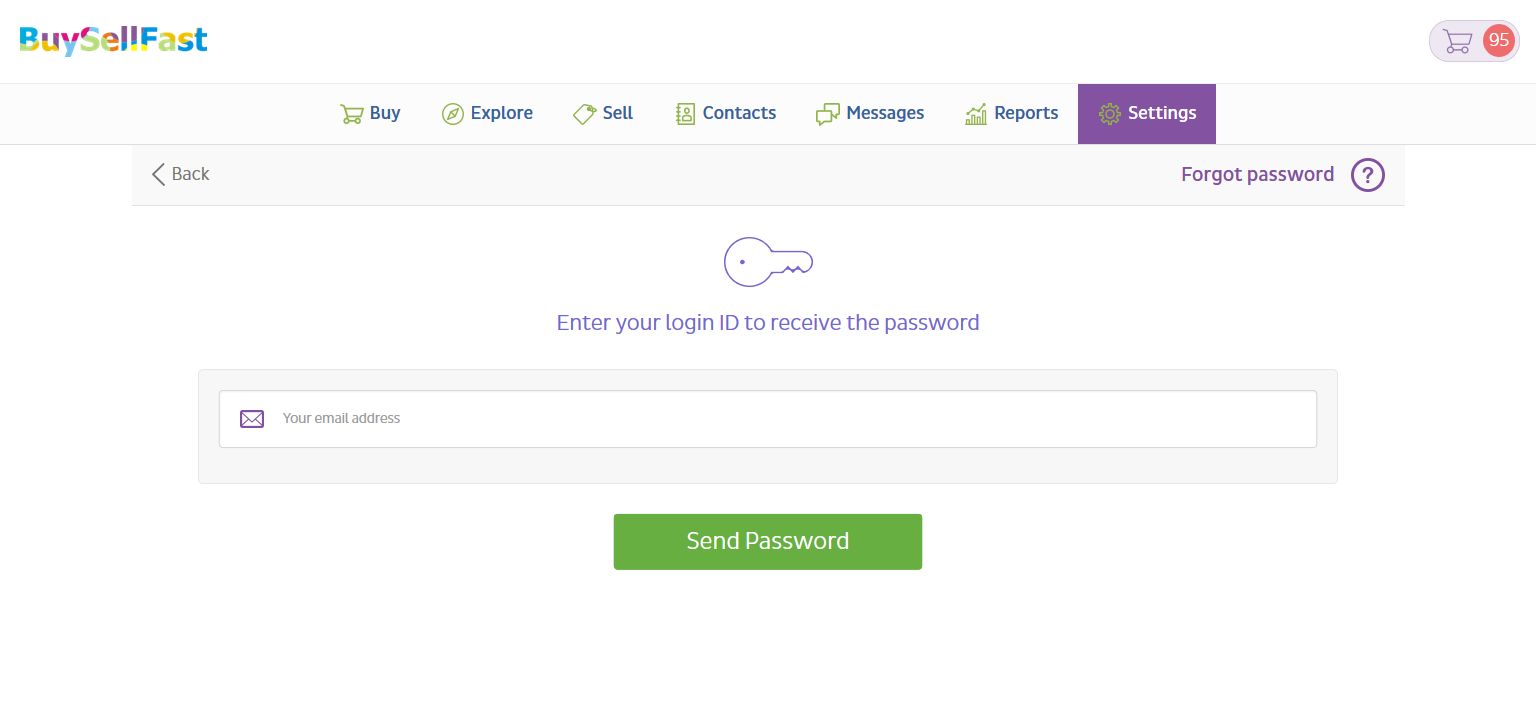 BuySellFast
95
Buy Explore Sell Contacts Messages Reports Settings
Back Forgot password ?
Enter your login ID to receive the password
Your email address
Send Password